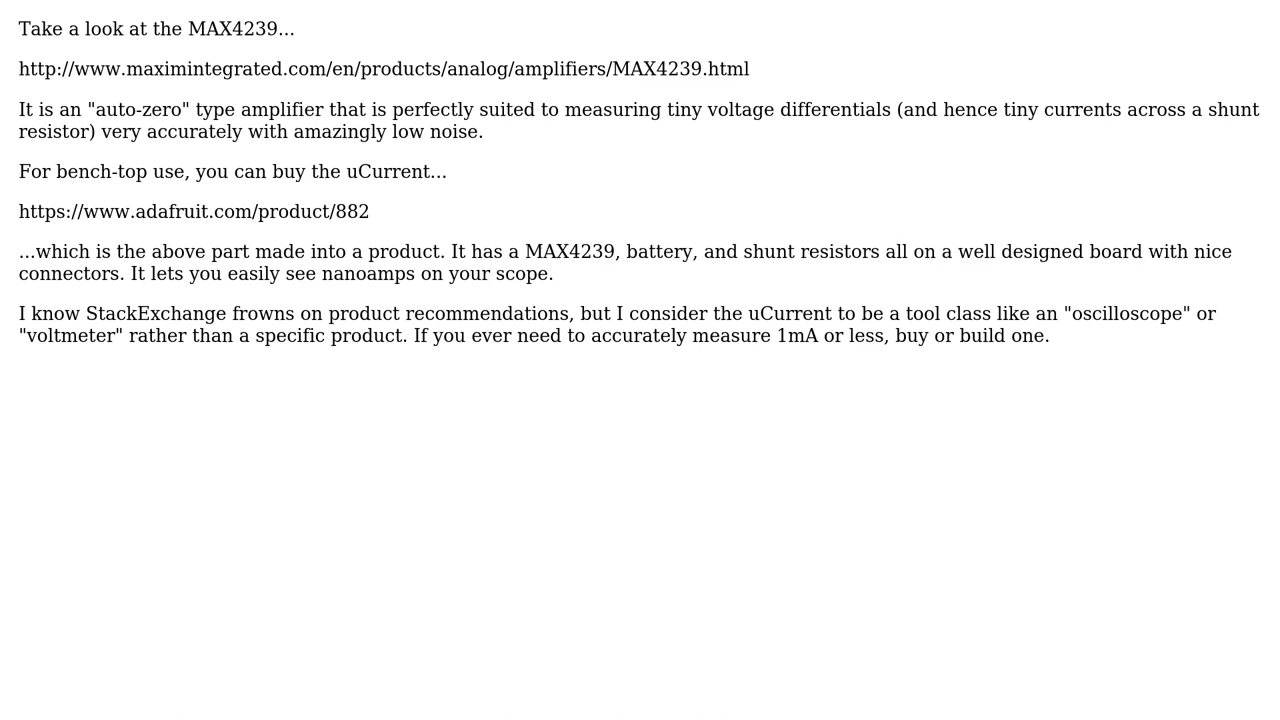 Take a look at the MAX4239...
http://www.maximintegrated.com/en/products/analog/amplifiers/MAX4239.html
It is an "auto-zero" type amplifier that is perfectly suited to measuring tiny voltage differentials (and hence tiny currents across a shunt
resistor) very accurately with amazingly low noise.
For bench-top use, you can buy the uCurrent...
https://www.adafruit.com/product/882
...which is the above part made into a product. It has a MAX4239, battery, and shunt resistors all on a well designed board with nice
connectors. It lets you easily see nanoamps on your scope.
I know StackExchange frowns on product recommendations, but I consider the uCurrent to be a tool class like an "oscilloscope" or
"voltmeter" rather than a specific product. If you ever need to accurately measure 1mA or less, buy or build one.